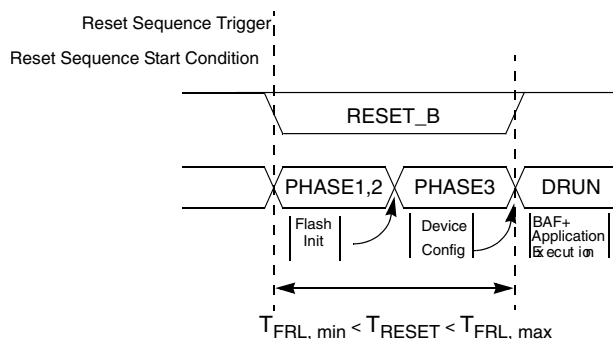 Reset Sequence Trigger
Reset Sequence Start Condition
RESET_B
PHASE1,2 PHASE3 DRUN
Flash
Init
Device
Config
BAF+
Application
Execution
TFRL, min < TRESET < TFRL, max